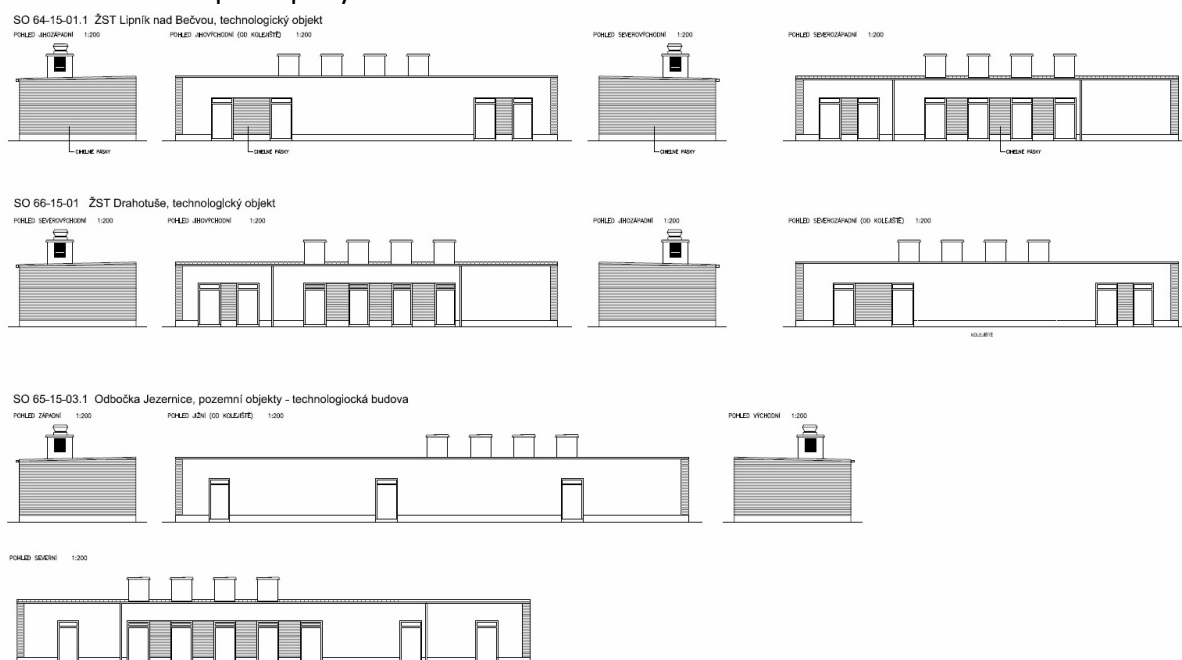 SO 64-15-01.1 ŽST Lipník nad Bečvou, technologický objekt
POHLED JIHOZÁPADNÍ 1:200
POHLED JIHOVÝCHODNÍ (OD KOLEJIŠTĚ) 1:200
POHLED SEVEROVÝCHODNÍ 1:200
POHLED SEVEROZÁPADNÍ 1:200
CIHELNÉ PÁSKY
CIHELNÉ PÁSKY
CIHELNÉ PÁSKY
CIHELNÉ PÁSKY
SO 66-15-01 ŽST Drahotuše, technologický objekt
POHLED SEVEROVÝCHODNÍ 1:200
POHLED JIHOVÝCHODNÍ 1:200
POHLED JIHOZÁPADNÍ 1:200
POHLED SEVEROZÁPADNÍ (OD KOLEJIŠTĚ) 1:200
KOLEJIŠTĚ
SO 65-15-03.1 Odbočka Jezernice, pozemní objekty - technologiocká budova
POHLED ZÁPADNÍ 1:200
POHLED JIŽNÍ (OD KOLEJIŠTĚ) 1:200
POHLED VÝCHODNÍ 1:200
POHLED SEVERNÍ 1:200